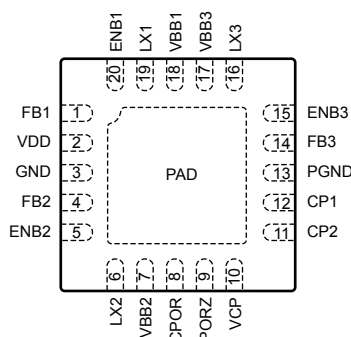 ENB1
LX1
VBB1
VBB3
LX3
20
19
18
17
16
FB1 1
VDD 2
GND 3
FB2 4
ENB2 5
PAD
15 ENB3
14 FB3
13 PGND
12 CP1
11 CP2
6
7
8
9
10
LX2
VBB2
CPOR
PORZ
VCP